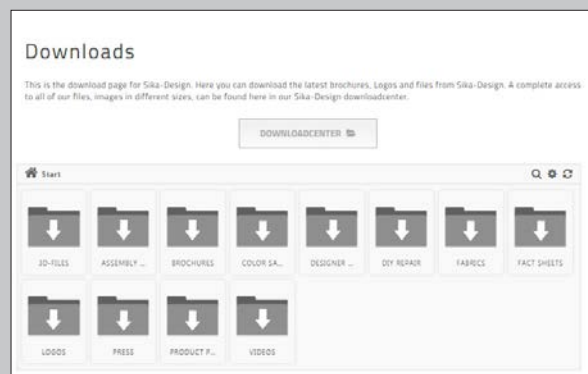 Downloads
This is the download page for Sika-Design. Here you can download the latest brochures, Logos and files from Sika-Design. A complete access
to all of our files, images in different sizes, can be found here in our Sika-Design downloadcenter.
DOWNLOADCENTER
Start
3D-FILES ASSEMBLY ... BROCHURES COLOR SA... DESIGNER ... DIY REPAIR FABRICS FACT SHEETS
LOGOS PRESS PRODUCT P... VIDEOS